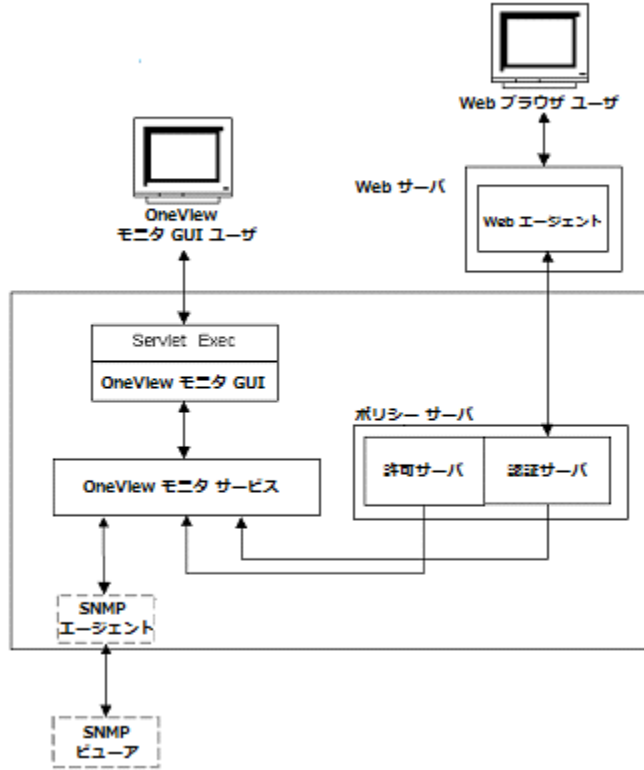 Web ブラウザ ユーザ
OneView
モニタ GUI ユーザ
Web サーバ
Web エージェント
Servlet Exec
OneView モニタ GUI
ポリシー サーバ
許可サーバ
認証サーバ
OneView モニタ サービス
SNMP
エージェント
SNMP
ビューア